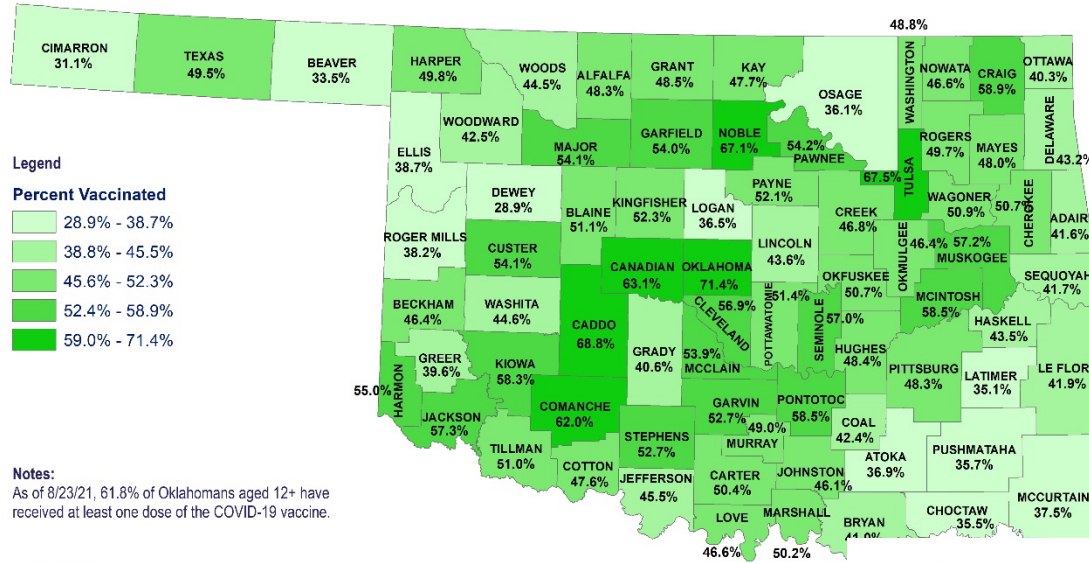 48.8%
CIMARRON
31.1%
TEXAS
49.5%
BEAVER
33.5%
HARPER
49.8%
WOODS
44.5%
ALFALFA
48.3%
GRANT
48.5%
KAY
47.7%
OSAGE
36.1%
WASHINGTON
NOWATA
46.6%
CRAIG
58.9%
OTTAWA
40.3%
WOODWARD
42.5%
ELLIS
38.7%
MAJOR
54.1%
GARFIELD
54.0%
NOBLE
67.1%
54.2%
PAWNEE
67.5%
TULSA
ROGERS
49.7%
MAYES
48.0%
DELAWARE
43.2%
Legend
Percent Vaccinated
28.9% - 38.7%
38.8% - 45.5%
45.6% - 52.3%
52.4% - 58.9%
59.0% - 71.4%
DEWEY
28.9%
BLAINE
51.1%
KINGFISHER
52.3%
LOGAN
36.5%
PAYNE
52.1%
CREEK
46.8%
WAGONER
50.9%
50.7%
CHEROKEE
ADAIR
41.6%
ROGER MILLS
38.2%
CUSTER
54.1%
CANADIAN
63.1%
OKLAHOMA
71.4%
LINCOLN
43.6%
OKFUSKEE
50.7%
OKMULGEE
46.4%
57.2%
MUSKOGEE
SEQUOYAH
41.7%
BECKHAM
46.4%
WASHITA
44.6%
CADDO
68.8%
GRADY
40.6%
56.9%
CLEVELAND
53.9%
MCCLAIN
POTTAWATOMIE
51.4%
SEMINOLE
57.0%
HUGHES
48.4%
MCINTOSH
58.5%
HASKELL
43.5%
PITTSBURG
48.3%
LATIMER
35.1%
LE FLOR
41.9%
GREER
39.6%
KIOWA
58.3%
55.0%
HARMON
JACKSON
57.3%
COMANCHE
62.0%
TILLMAN
51.0%
COTTON
47.6%
STEPHENS
52.7%
GARVIN
52.7%
49.0%
MURRAY
PONTOTOC
58.5%
COAL
42.4%
ATOKA
36.9%
PUSHMATAHA
35.7%
JEFFERSON
45.5%
CARTER
50.4%
JOHNSTON
46.1%
LOVE
46.6%
MARSHALL
50.2%
BRYAN
CHOCTAW
35.5%
MCCURTAIN
37.5%
Notes:
As of 8/23/21, 61.8% of Oklahomans aged 12+ have
received at least one dose of the COVID-19 vaccine.